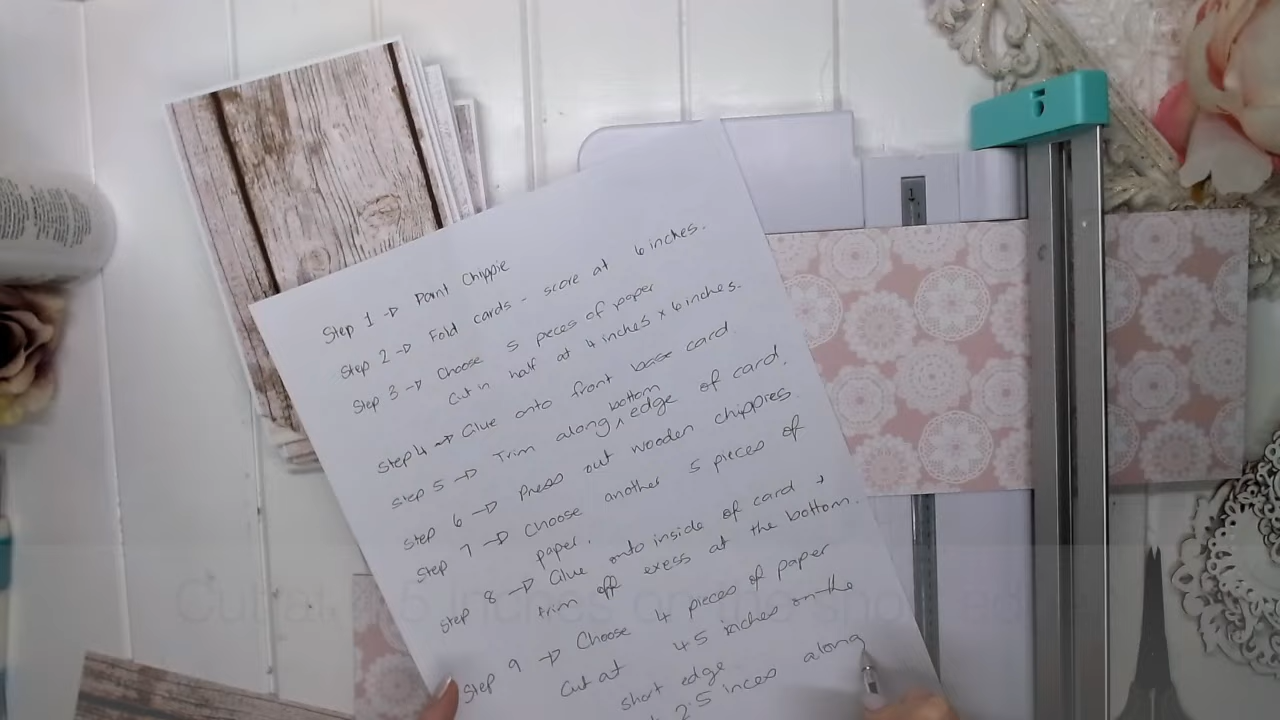 Step 1 → Paint Chippie
Step 2 → Fold cards - score at 6 inches.
Step 3 → Choose 5 pieces of paper
Cut in half at 4 inches x 6 inches.
Step 4 → Glue onto front base card.
Step 5 → Trim along bottom edge of card.
Step 6 → Press out wooden chippies.
Step 7 → Choose another 5 pieces of
paper.
Step 8 → Glue onto inside of card +
trim off exess at the bottom.
Step 9 → Choose 4 pieces of paper
Cut at 4.5 inches on the
short edge
2.5 inces along